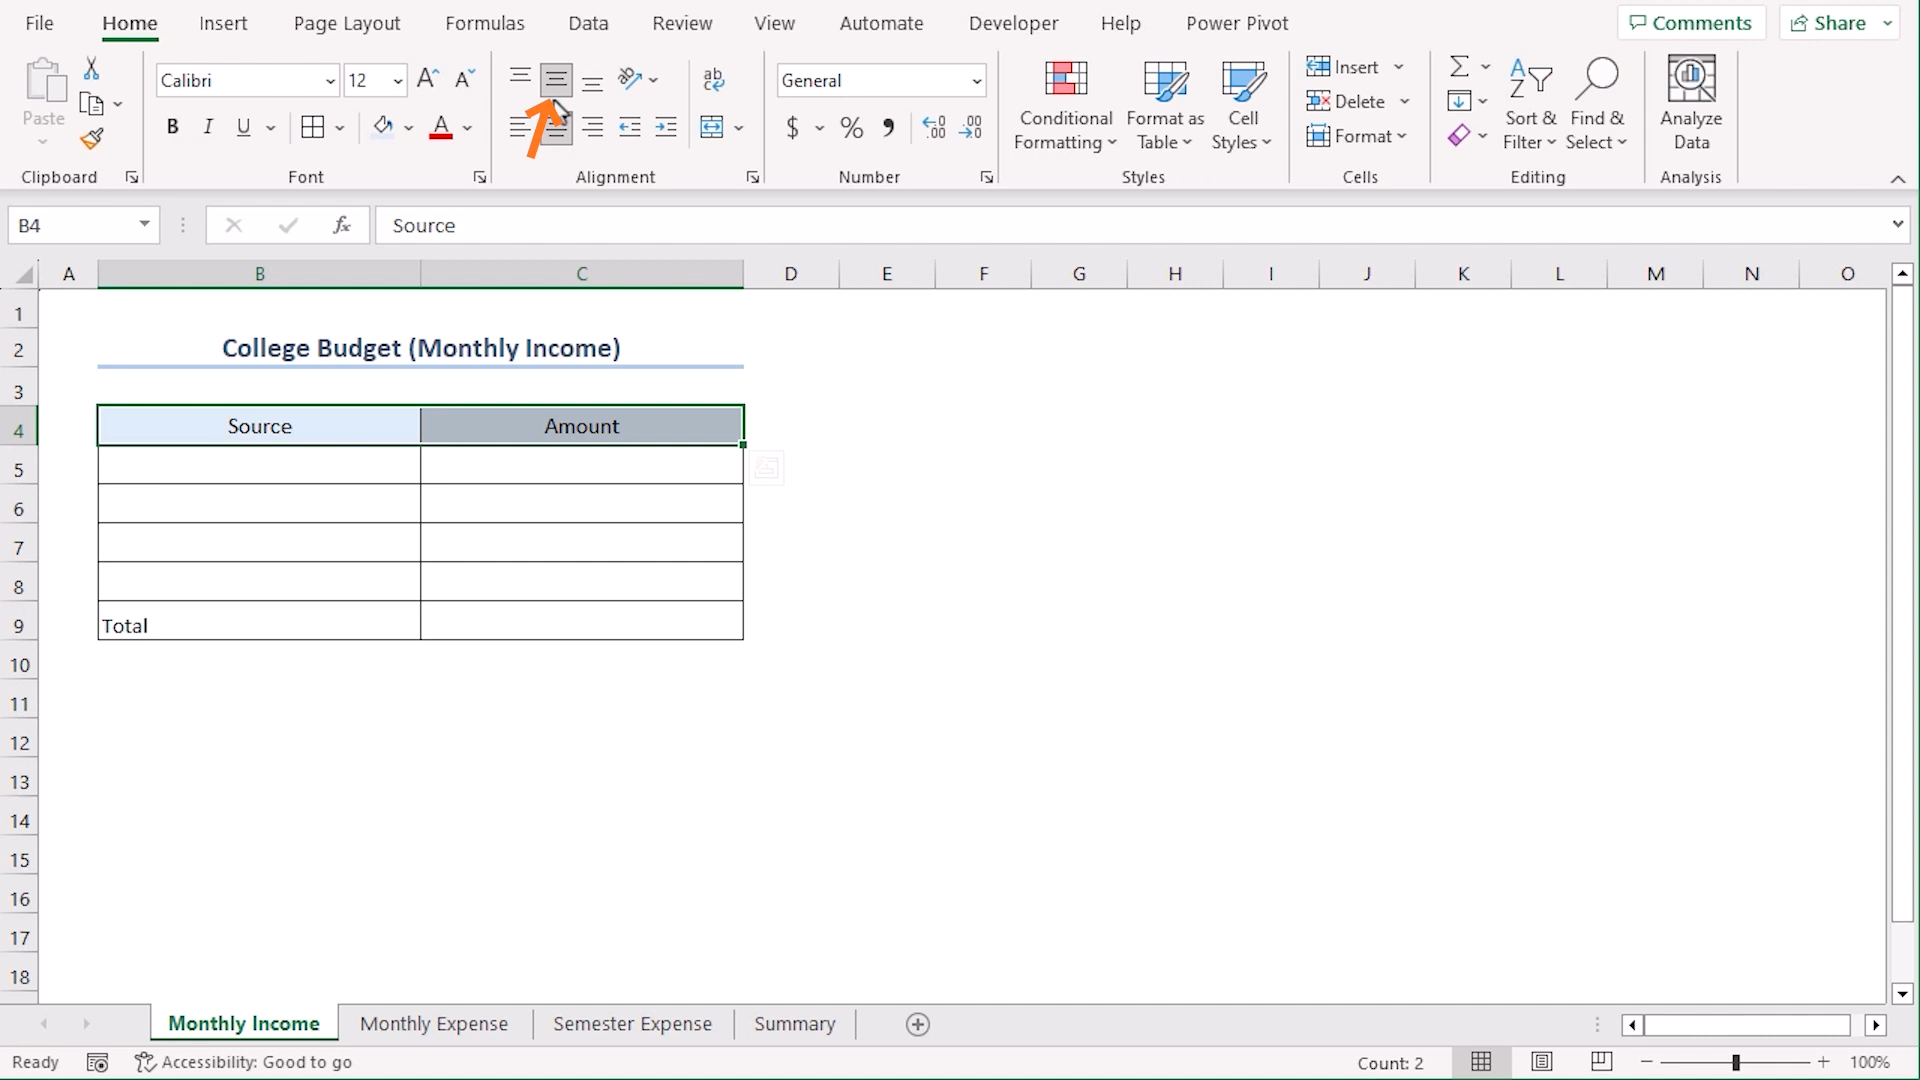 File Home Insert Page Layout Formulas Data Review View Automate Developer Help Power Pivot Comments Share
Calibri 12 General Insert
Paste Delete
B I U $ % Conditional Formatting Format as Table Cell Styles Format Sort & Filter Find & Select Analyze Data
Clipboard Font Alignment Number Styles Cells Editing Analysis
B4 fx Source
A B C D E F G H I J K L M N O
1
2 College Budget (Monthly Income)
3
4 Source Amount
5
6
7
8
9 Total
10
11
12
13
14
15
16
17
18
Monthly Income Monthly Expense Semester Expense Summary
Ready Accessibility: Good to go Count: 2 100%